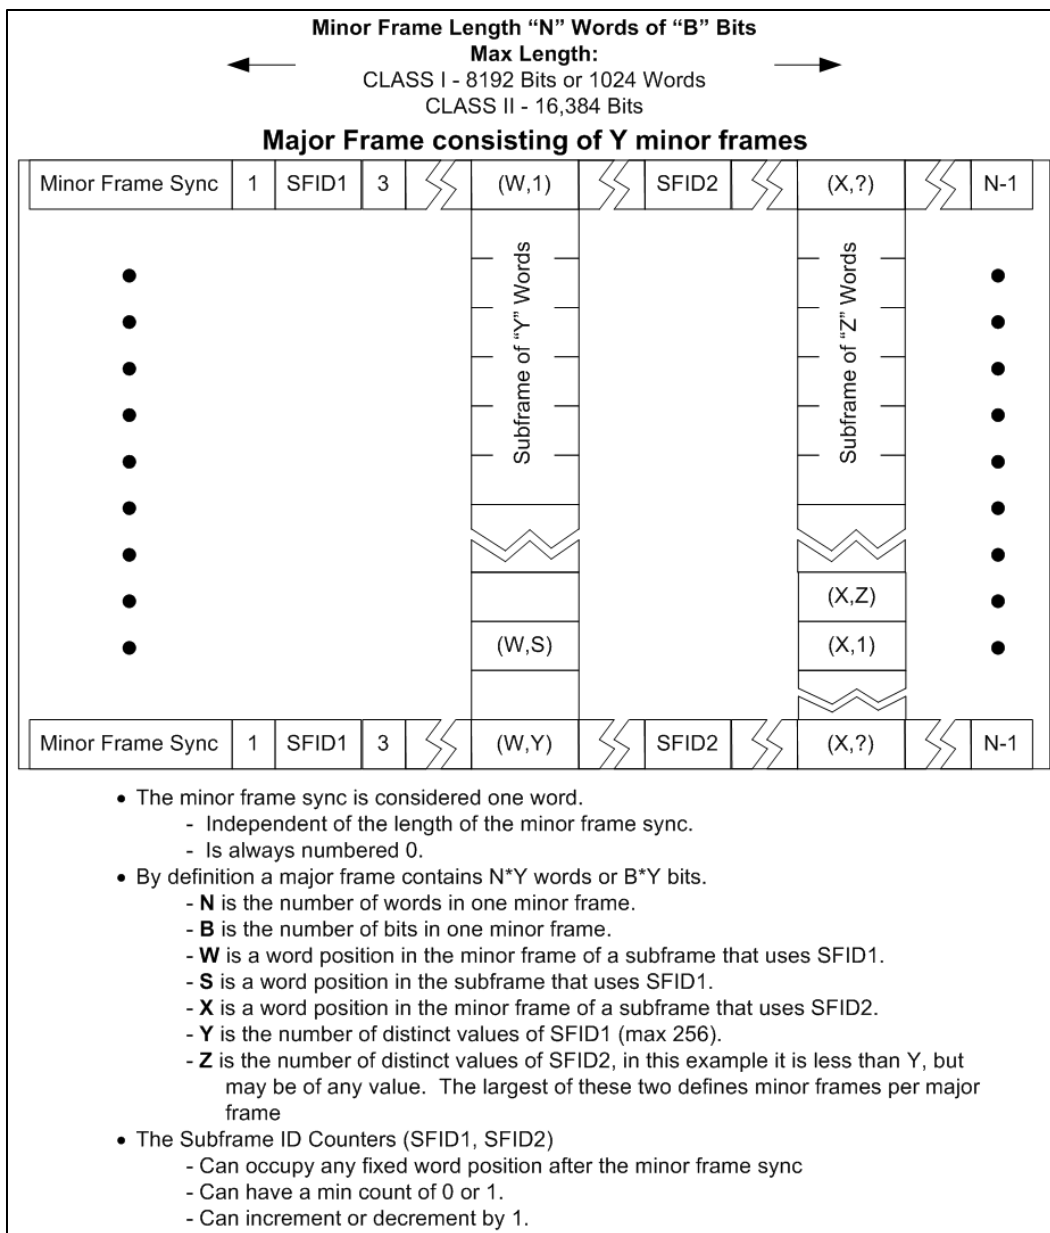 Minor Frame Length “N” Words of “B” Bits
Max Length:
CLASS I - 8192 Bits or 1024 Words
CLASS II - 16,384 Bits
Major Frame consisting of Y minor frames
Minor Frame Sync 1 SFID1 3 (W,1) SFID2 (X,?) N-1
Subframe of “Y” Words
Subframe of “Z” Words
(X,Z)
(W,S) (X,1)
Minor Frame Sync 1 SFID1 3 (W,Y) SFID2 (X,?) N-1
• The minor frame sync is considered one word.
- Independent of the length of the minor frame sync.
- Is always numbered 0.
• By definition a major frame contains N*Y words or B*Y bits.
- N is the number of words in one minor frame.
- B is the number of bits in one minor frame.
- W is a word position in the minor frame of a subframe that uses SFID1.
- S is a word position in the subframe that uses SFID1.
- X is a word position in the minor frame of a subframe that uses SFID2.
- Y is the number of distinct values of SFID1 (max 256).
- Z is the number of distinct values of SFID2, in this example it is less than Y, but
may be of any value. The largest of these two defines minor frames per major
frame
• The Subframe ID Counters (SFID1, SFID2)
- Can occupy any fixed word position after the minor frame sync
- Can have a min count of 0 or 1.
- Can increment or decrement by 1.